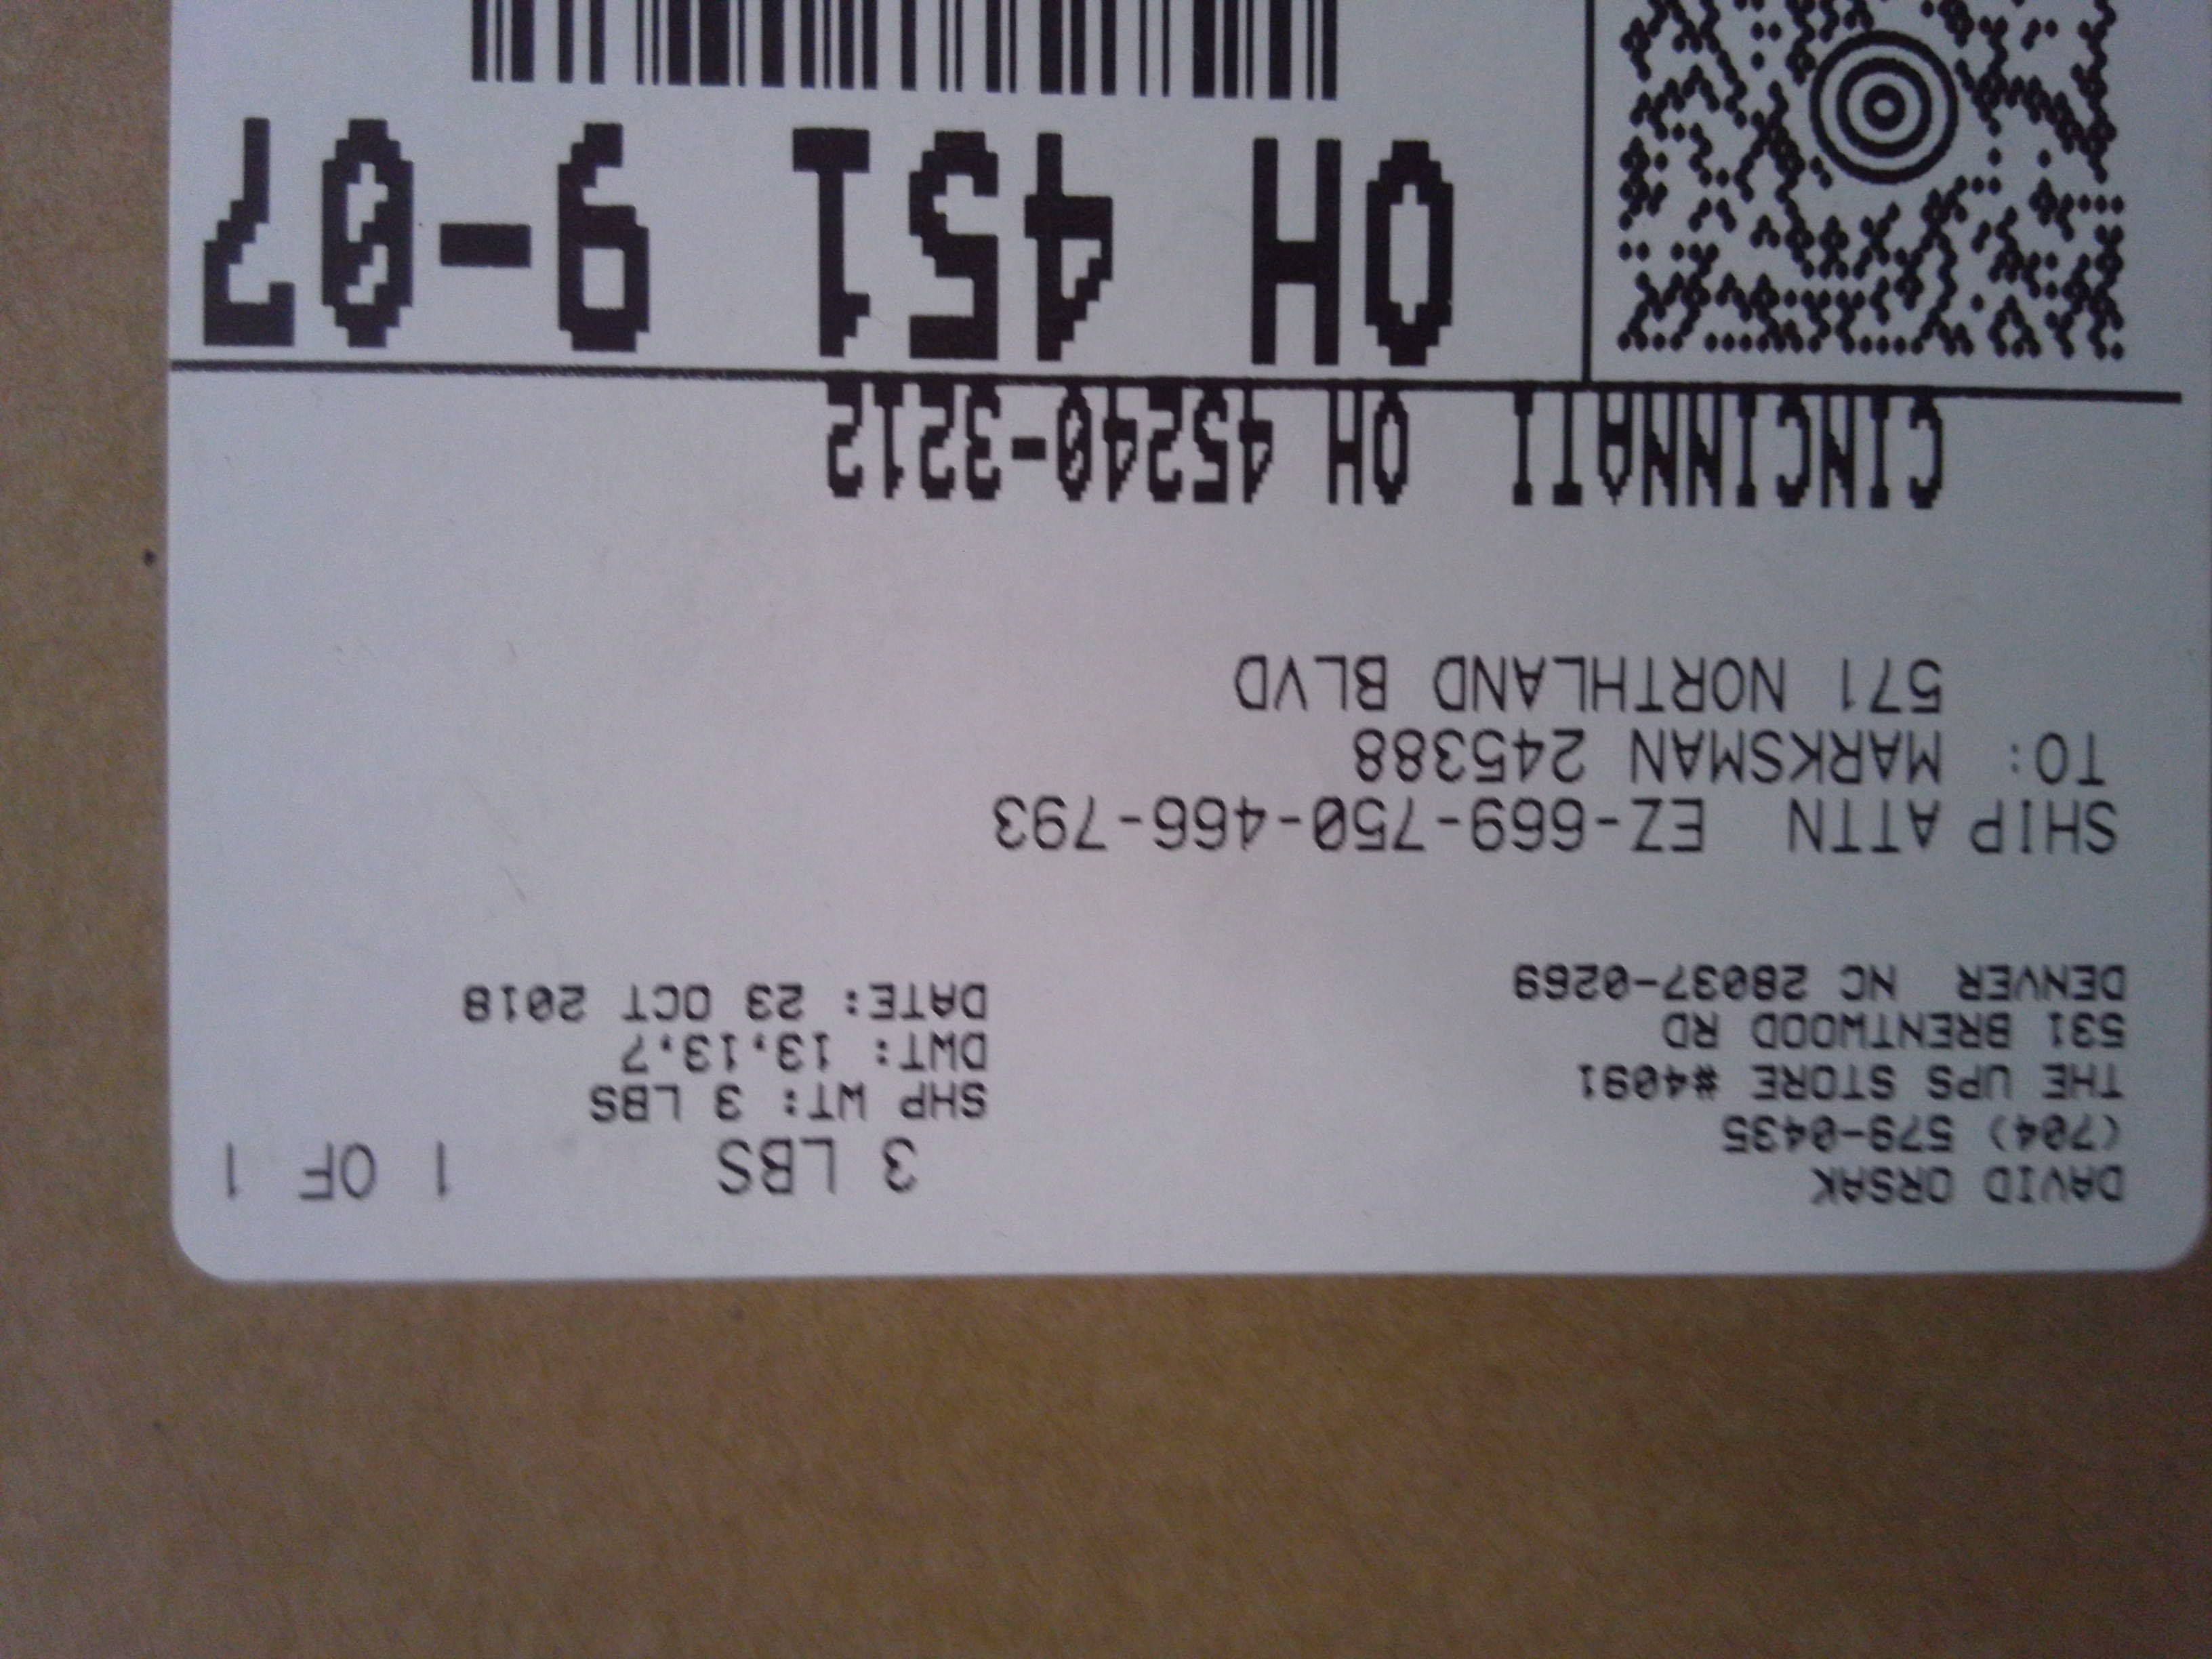 DAVID ORSAK
(704) 579-0435
THE UPS STORE #4091
531 BRENTWOOD RD
DENVER NC 28037-0269
3 LBS 1 OF 1
SHP WT: 3 LBS
DWT: 13,13,7
DATE: 23 OCT 2018
SHIP ATTN EZ-669-750-466-793
TO: MARKSMAN 245388
571 NORTHLAND BLVD
CINCINNATI OH 45240-3212
OH 451 9-07